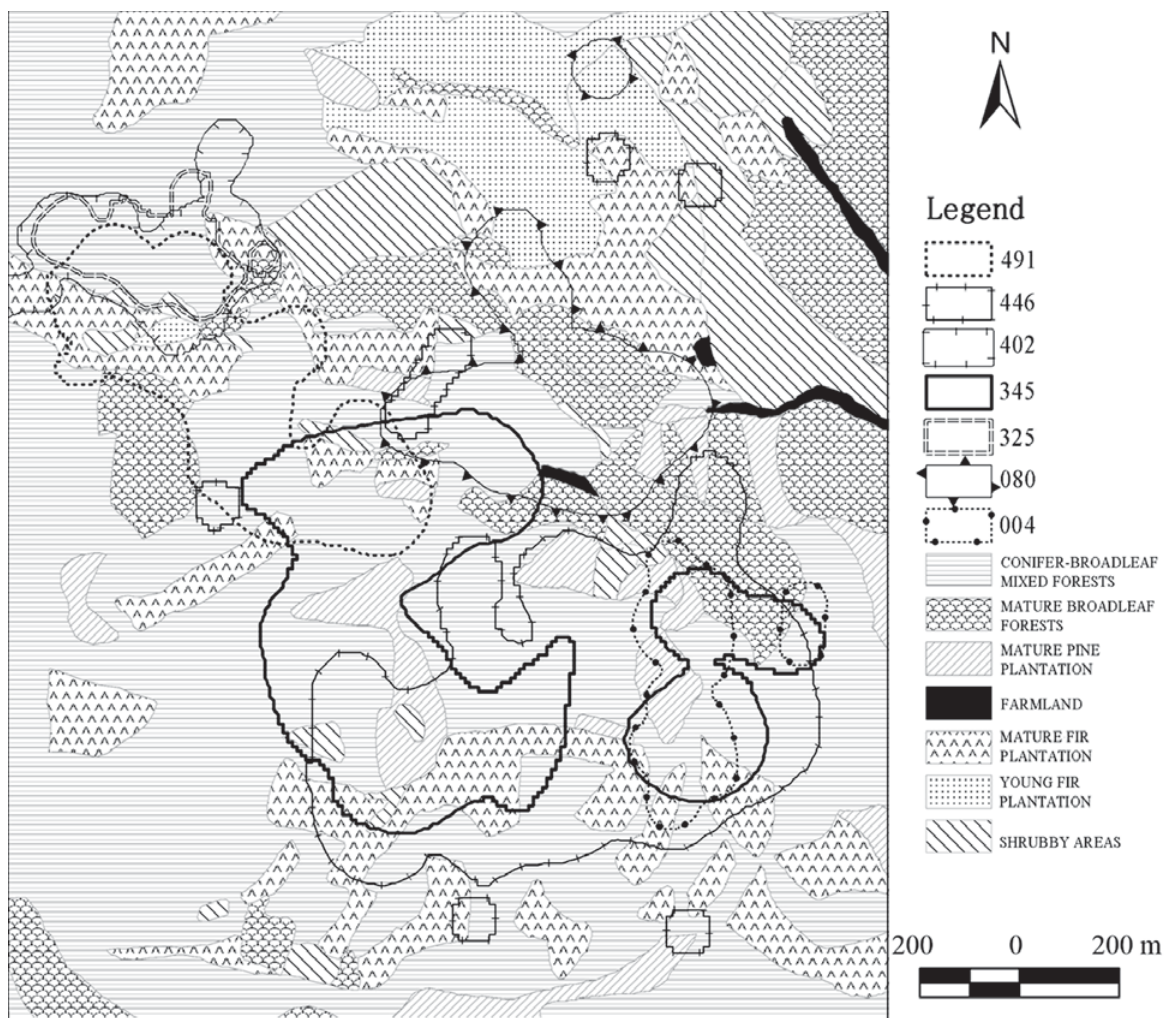 N
Legend
491
446
402
345
325
080
004
CONIFER-BROADLEAF
MIXED FORESTS
MATURE BROADLEAF
FORESTS
MATURE PINE
PLANTATION
FARMLAND
MATURE FIR
PLANTATION
YOUNG FIR
PLANTATION
SHRUBBY AREAS
200 0 200 m